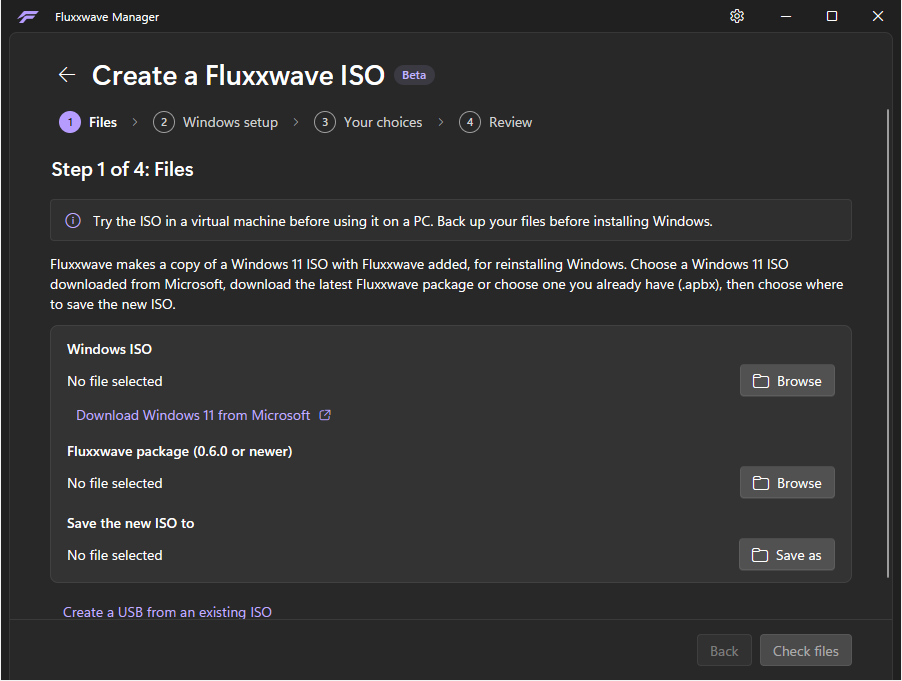 Fluxxwave Manager
Create a Fluxxwave ISO Beta
1 Files > 2 Windows setup > 3 Your choices > 4 Review
Step 1 of 4: Files
Try the ISO in a virtual machine before using it on a PC. Back up your files before installing Windows.
Fluxxwave makes a copy of a Windows 11 ISO with Fluxxwave added, for reinstalling Windows. Choose a Windows 11 ISO
downloaded from Microsoft, download the latest Fluxxwave package or choose one you already have (.apbx), then choose where
to save the new ISO.
Windows ISO
No file selected
Browse
Download Windows 11 from Microsoft
Fluxxwave package (0.6.0 or newer)
No file selected
Browse
Save the new ISO to
No file selected
Save as
Create a USB from an existing ISO
Back
Check files